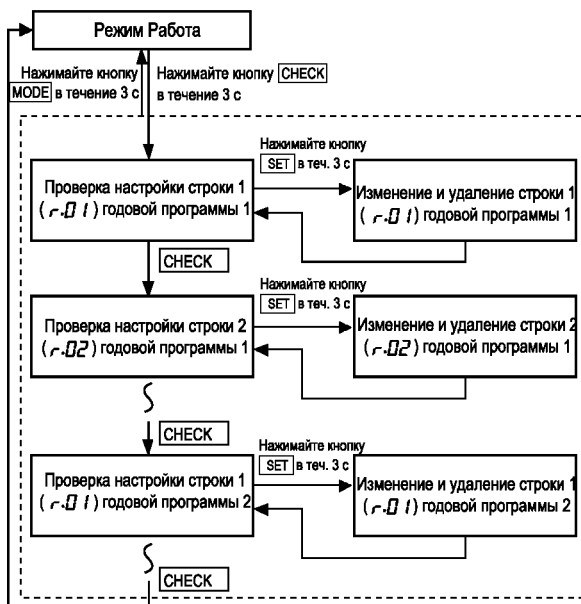 Режим Работа
Нажимайте кнопку
MODE в течение 3 с
Нажимайте кнопку CHECK
в течение 3 с
Нажимайте кнопку
SET в теч. 3 с
Проверка настройки строки 1
(r.01) годовой программы 1
Изменение и удаление строки 1
(r.01) годовой программы 1
CHECK
Нажимайте кнопку
SET в теч. 3 с
Проверка настройки строки 2
(r.02) годовой программы 1
Изменение и удаление строки 2
(r.02) годовой программы 1
CHECK
Нажимайте кнопку
SET в теч. 3 с
Проверка настройки строки 1
(r.01) годовой программы 2
Изменение и удаление строки 1
(r.01) годовой программы 2
CHECK